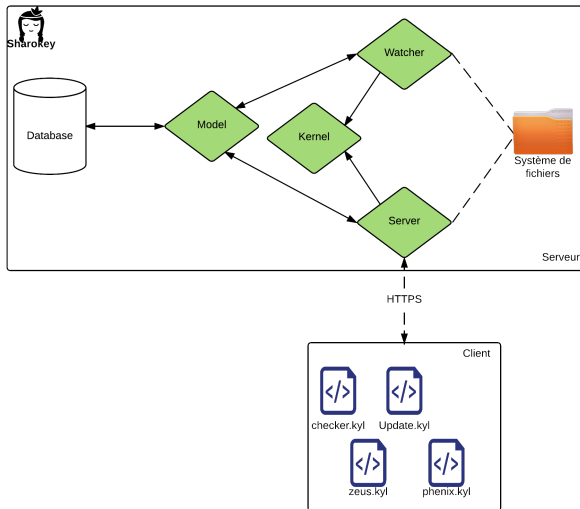 Sharokey
Watcher
Database
Model
Kernel
Système de
fichiers
Server
Serveur
HTTPS
Client
checker.kyl
Update.kyl
zeus.kyl
phenix.kyl